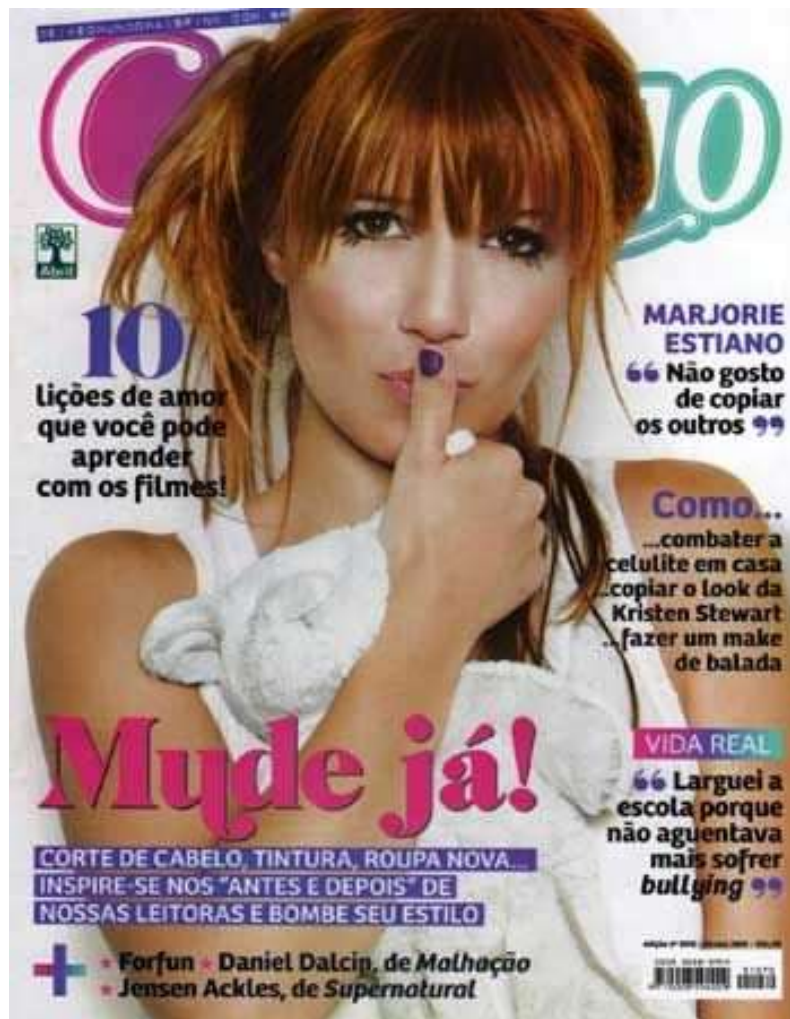 Abril
10
lições de amor
que você pode
aprender
com os filmes!
MARJORIE
ESTIANO
“ Não gosto
de copiar
os outros ”
Como...
...combater a
celulite em casa
...copiar o look da
Kristen Stewart
...fazer um make
de balada
Mude já!
CORTE DE CABELO, TINTURA, ROUPA NOVA...
INSPIRE-SE NOS "ANTES E DEPOIS" DE
NOSSAS LEITORAS E BOMBE SEU ESTILO
VIDA REAL
“ Larguei a
escola porque
não aguentava
mais sofrer
bullying ”
+ ★ Forfun ★ Daniel Dalcin, de Malhação
★ Jensen Ackles, de Supernatural